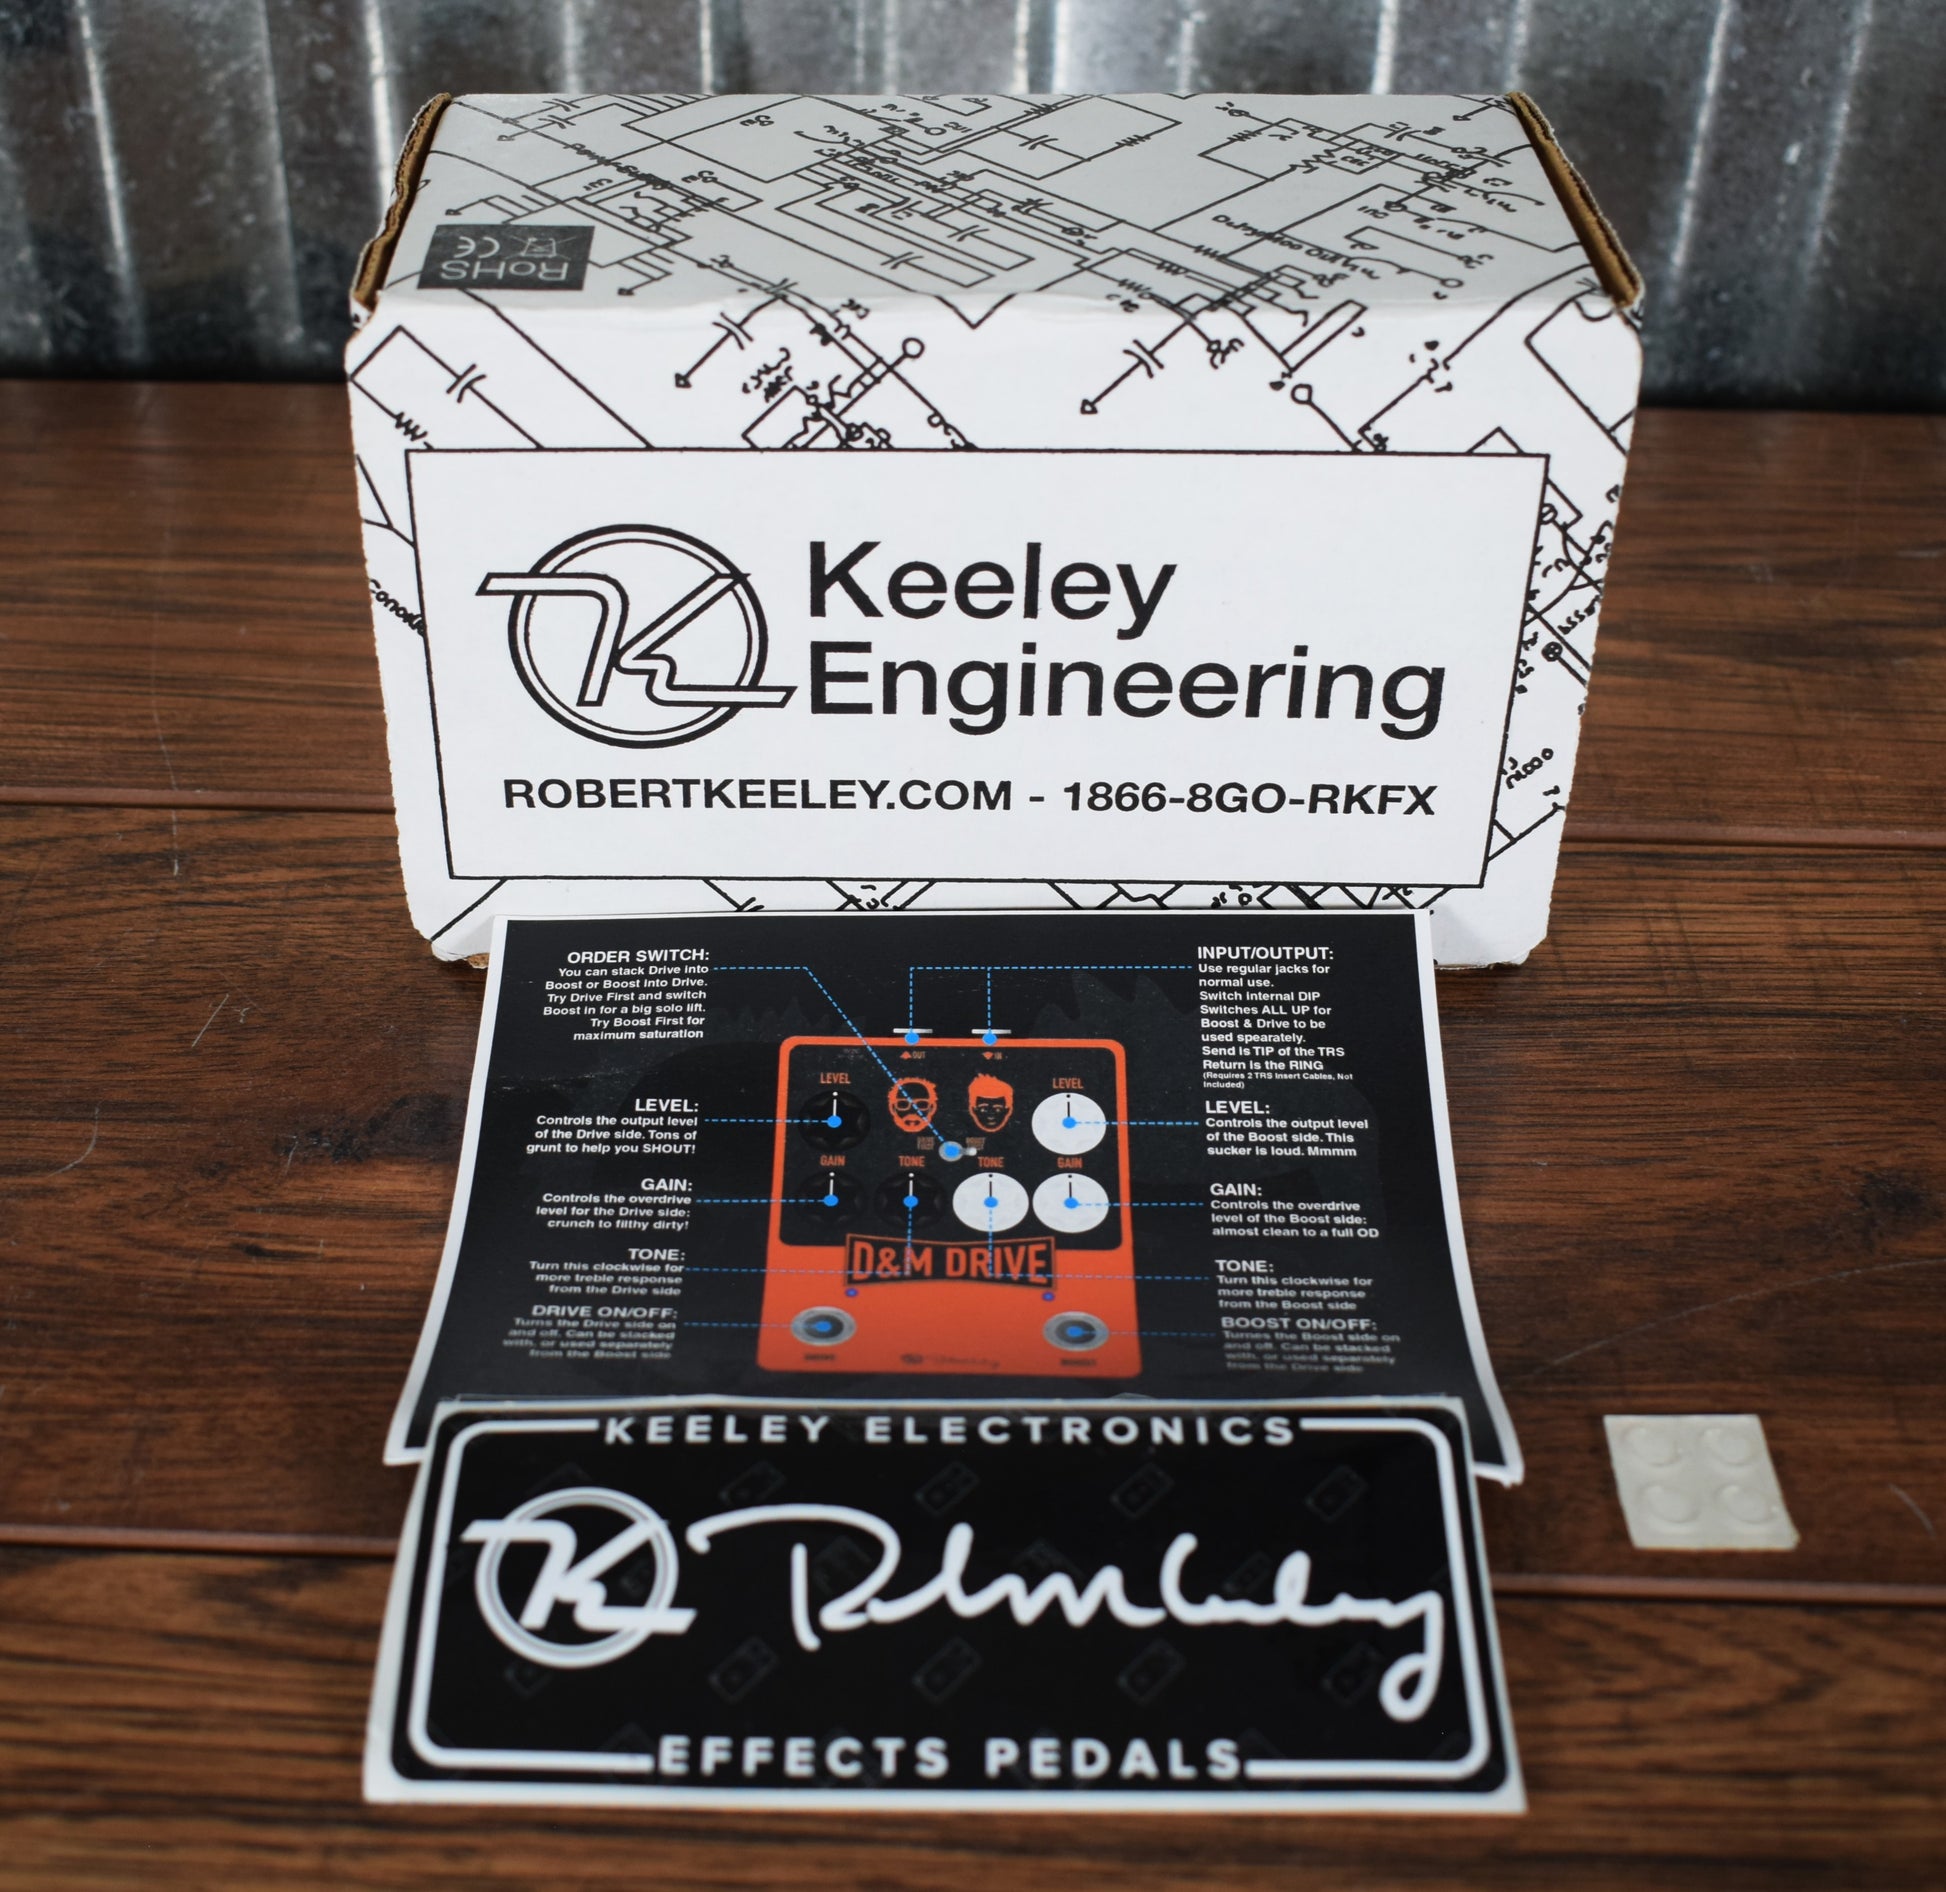 RoHS
CE
Keeley
Engineering
ROBERTKEELEY.COM - 1866-8GO-RKFX
ORDER SWITCH:
You can stack Drive into
Boost or Boost into Drive.
Try Drive First and switch
Boost in for a big solo lift.
Try Boost First for
maximum saturation
LEVEL:
Controls the output level
of the Drive side. Tons of
grunt to help you SHOUT!
GAIN:
Controls the overdrive
level for the Drive side:
crunch to filthy dirty!
TONE:
Turn this clockwise for
more treble response
from the Drive side
DRIVE ON/OFF:
Turns the Drive side on
and off. Can be stacked
with, or used separately
from the Boost side
OUT
IN
LEVEL
LEVEL
GAIN
TONE
TONE
GAIN
D&M DRIVE
INPUT/OUTPUT:
Use regular jacks for
normal use.
Switch internal DIP
Switches ALL UP for
Boost & Drive to be
used spearately.
Send is TIP of the TRS
Return is the RING
(Requires 2 TRS Insert Cables, Not
Included)
LEVEL:
Controls the output level
of the Boost side. This
sucker is loud. Mmmm
GAIN:
Controls the overdrive
level of the Boost side:
almost clean to a full OD
TONE:
Turn this clockwise for
more treble response
from the Boost side
BOOST ON/OFF:
Turnes the Boost side on
and off. Can be stacked
with, or used separately
from the Drive side
KEELEY ELECTRONICS
K Robert Keeley
EFFECTS PEDALS